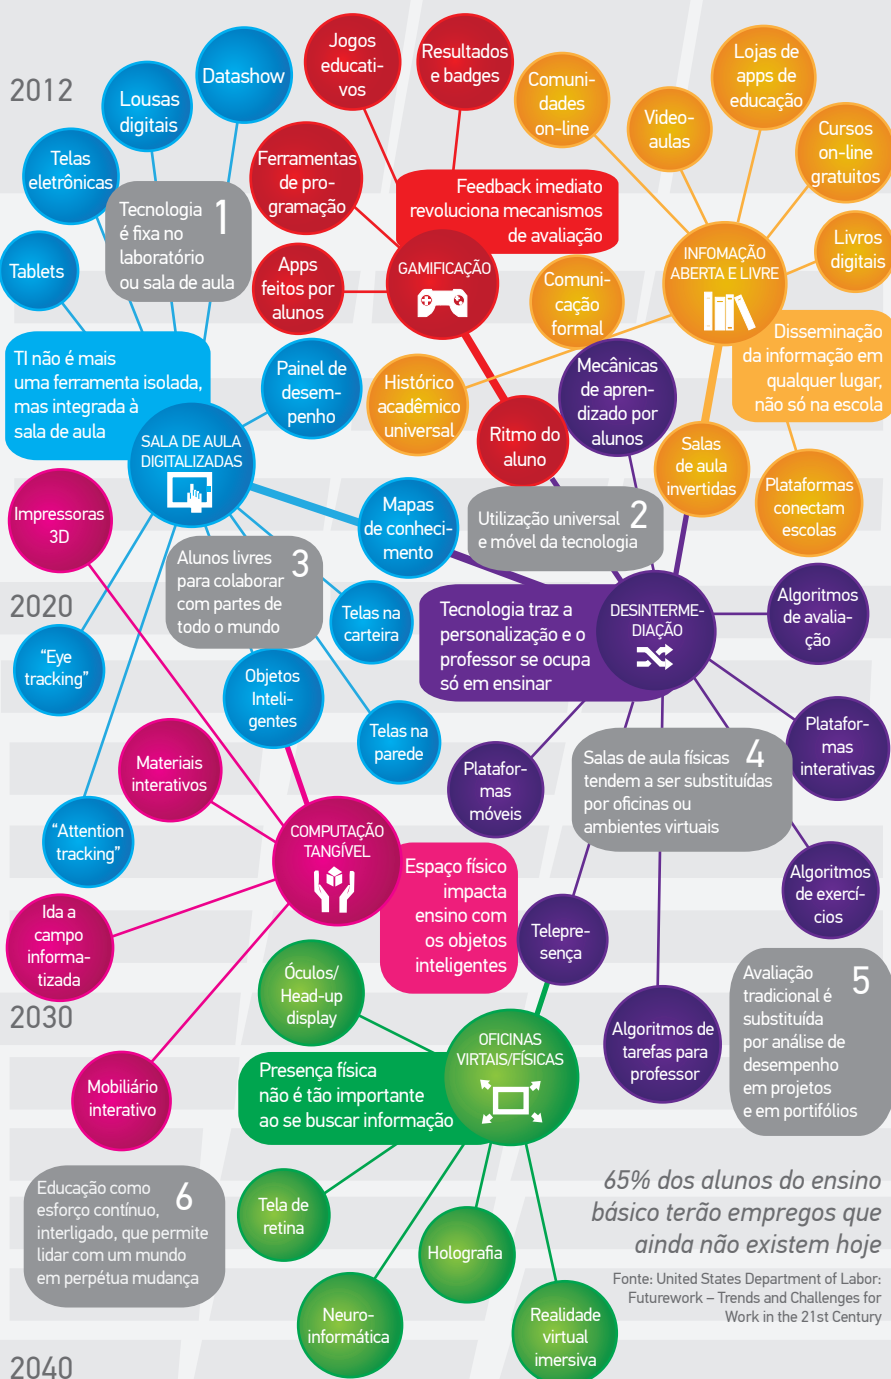 2012
Telas
eletrônicas
Lousas
digitais
Datashow
Tablets
Tecnologia 1
é fixa no
laboratório
ou sala de aula
Jogos
educati-
vos
Resultados
e badges
Ferramentas
de pro-
gramação
Apps
feitos por
alunos
Feedback imediato
revoluciona mecanismos
de avaliação
GAMIFICAÇÃO
Comuni-
dades
on-line
Video-
aulas
Lojas de
apps de
educação
Cursos
on-line
gratuitos
Livros
digitais
INFOMAÇÃO
ABERTA E LIVRE
Comuni-
cação
formal
Disseminação
da informação em
qualquer lugar,
não só na escola
TI não é mais
uma ferramenta isolada,
mas integrada à
sala de aula
SALA DE AULA
DIGITALIZADAS
Painel de
desem-
penho
Histórico
acadêmico
universal
Ritmo do
aluno
Mecânicas
de apren-
dizado por
alunos
Salas
de aula
invertidas
Plataformas
conectam
escolas
Impressoras
3D
Mapas
de conheci-
mento
Utilização universal 2
e móvel da tecnologia
Alunos livres 3
para colaborar
com partes de
todo o mundo
2020
Telas na
carteira
Tecnologia traz a
personalização e o
professor se ocupa
só em ensinar
DESINTERME-
DIAÇÃO
Algoritmos
de avalia-
ção
“Eye
tracking”
Objetos
Inteli-
gentes
Telas na
parede
Materiais
interativos
Platafor-
mas
móveis
Salas de aula físicas 4
tendem a ser substituídas
por oficinas ou
ambientes virtuais
Platafor-
mas
interativas
“Attention
tracking”
COMPUTAÇÃO
TANGÍVEL
Espaço físico
impacta
ensino com
os objetos
inteligentes
Algoritmos
de exercí-
cios
Ida a
campo
informa-
tizada
Telepre-
sença
Óculos/
Head-up
display
Avaliação 5
tradicional é
substituída
por análise de
desempenho
em projetos
e em portifólios
2030
Algoritmos de
tarefas para
professor
OFICINAS
VIRTAIS/FÍSICAS
Presença física
não é tão importante
ao se buscar informação
Mobiliário
interativo
Educação como 6
esforço contínuo,
interligado, que permite
lidar com um mundo
em perpétua mudança
Tela de
retina
Holografia
Neuro-
informática
Realidade
virtual
imersiva
65% dos alunos do ensino
básico terão empregos que
ainda não existem hoje
Fonte: United States Department of Labor:
Futurework – Trends and Challenges for
Work in the 21st Century
2040